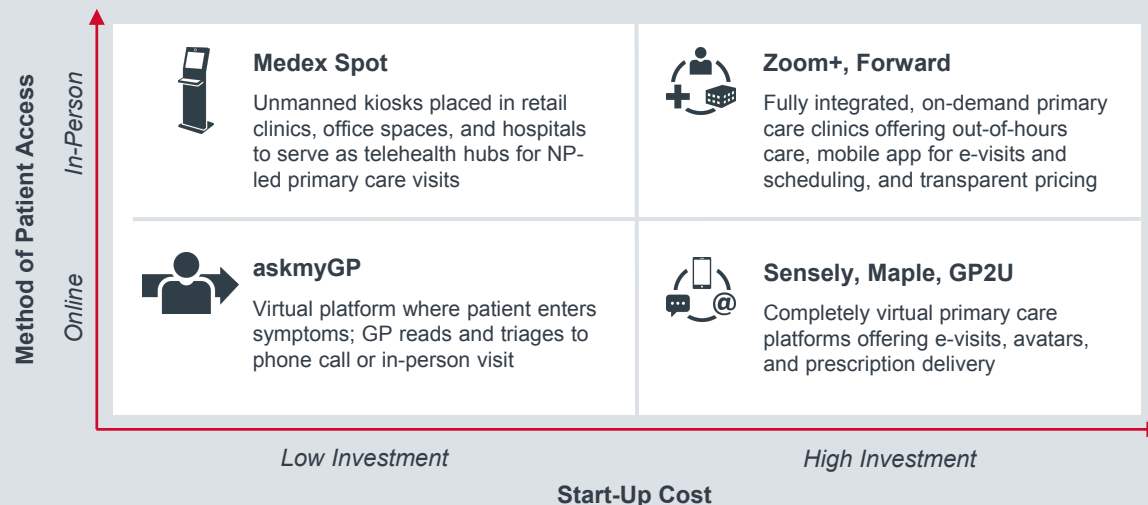 Method of Patient Access
In-Person
Online
Medex Spot
Unmanned kiosks placed in retail
clinics, office spaces, and hospitals
to serve as telehealth hubs for NP-
led primary care visits
Zoom+, Forward
Fully integrated, on-demand primary
care clinics offering out-of-hours
care, mobile app for e-visits and
scheduling, and transparent pricing
askmyGP
Virtual platform where patient enters
symptoms; GP reads and triages to
phone call or in-person visit
@
Sensely, Maple, GP2U
Completely virtual primary care
platforms offering e-visits, avatars,
and prescription delivery
Low Investment
High Investment
Start-Up Cost